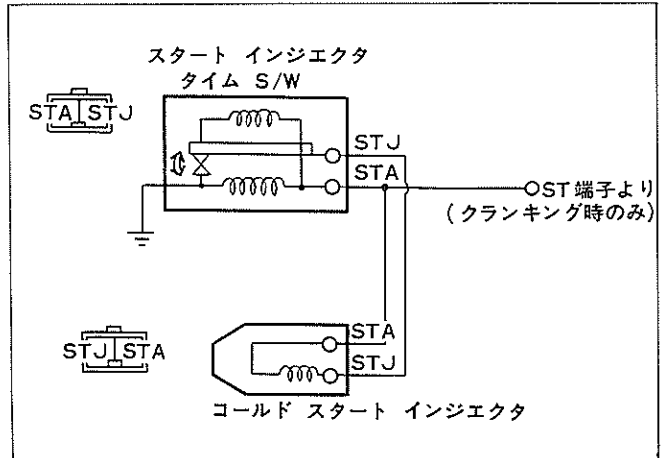 スタート インジエクタ
タイム S/W
STA STJ
STJ
STA
ST端子より
(クランキング時のみ)
STA
STJ STA
STJ
コールド スタート インジエクタ